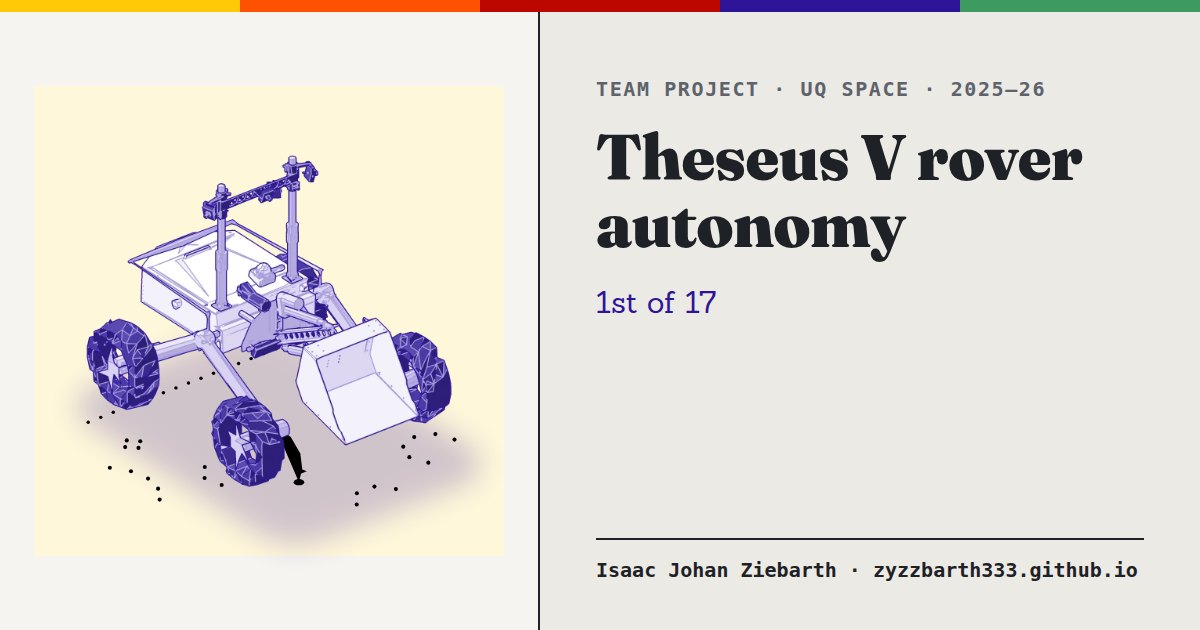 TEAM PROJECT · UQ SPACE · 2025–26
Theseus V rover
autonomy
1st of 17
Isaac Johan Ziebarth · zyzzbarth333.github.io